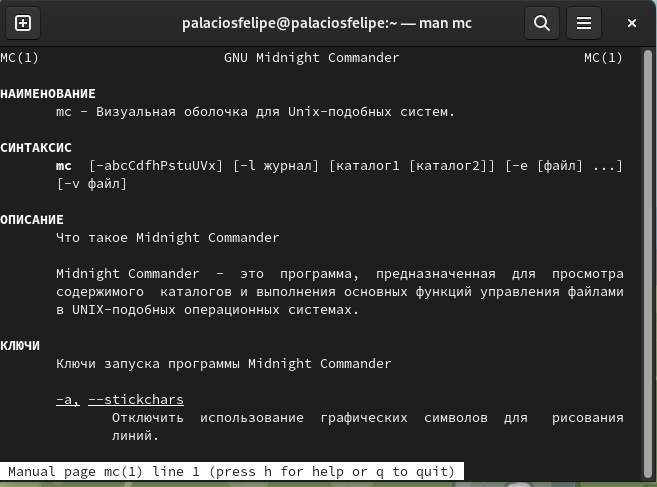 palaciosfelipe@palaciosfelipe:~ — man mc
MC(1) GNU Midnight Commander MC(1)
НАИМЕНОВАНИЕ
mc - Визуальная оболочка для Unix-подобных систем.
СИНТАКСИС
mc [-abcCdfhPstuUVx] [-l журнал] [каталог1 [каталог2]] [-e [файл] ...]
[-v файл]
ОПИСАНИЕ
Что такое Midnight Commander
Midnight Commander - это программа, предназначенная для просмотра
содержимого каталогов и выполнения основных функций управления файлами
в UNIX-подобных операционных системах.
КЛЮЧИ
Ключи запуска программы Midnight Commander
-a, --stickchars
Отключить использование графических символов для рисования
линий.
Manual page mc(1) line 1 (press h for help or q to quit)